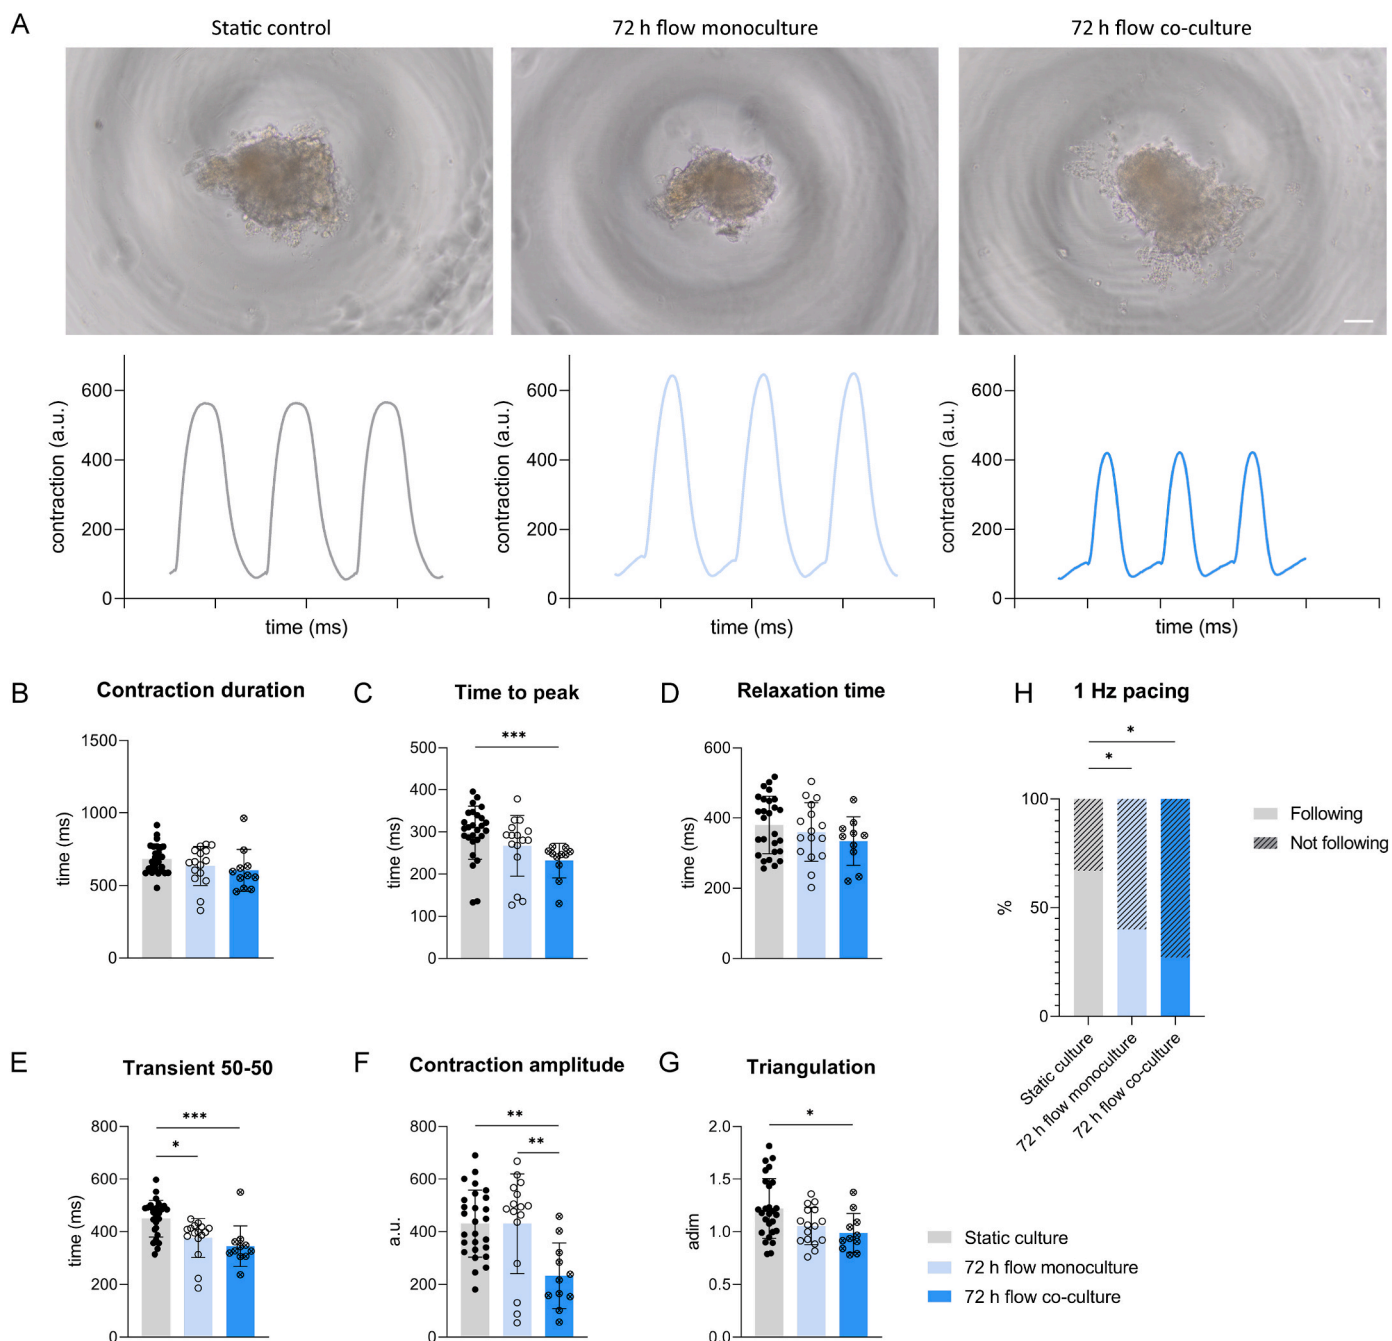 A
Static control
72 h flow monoculture
72 h flow co-culture
contraction (a.u.)
600
400
200
0
time (ms)
contraction (a.u.)
600
400
200
0
time (ms)
contraction (a.u.)
600
400
200
0
time (ms)
B
Contraction duration
time (ms)
1500
1000
500
0
C
Time to peak
time (ms)
500
400
300
200
100
0
***
D
Relaxation time
time (ms)
600
400
200
0
H
1 Hz pacing
*
*
%
100
50
0
Static culture
72 h flow monoculture
72 h flow co-culture
Following
Not following
E
Transient 50-50
time (ms)
800
600
400
200
0
***
*
F
Contraction amplitude
a.u.
800
600
400
200
0
**
**
G
Triangulation
adim
2.0
1.5
1.0
0.5
0.0
*
Static culture
72 h flow monoculture
72 h flow co-culture